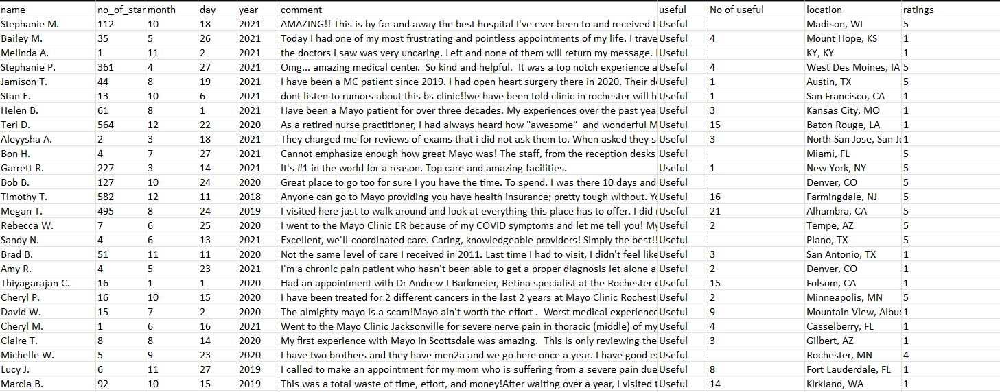 name no_of_star month day year comment useful No of useful location ratings
Stephanie M. 112 10 18 2021 AMAZING!! This is by far and away the best hospital I've ever been to and received t Useful Madison, WI 5
Bailey M. 35 5 26 2021 Today I had one of my most frustrating and pointless appointments of my life. I trave Useful 4 Mount Hope, KS 1
Melinda A. 1 11 2 2021 the doctors I saw was very uncaring. Left and none of them will return my message. Useful KY, KY 1
Stephanie P. 361 4 27 2021 Omg... amazing medical center.  So kind and helpful.  It was a top notch experience a Useful 4 West Des Moines, IA 5
Jamison T. 44 8 19 2021 I have been a MC patient since 2019. I had open heart surgery there in 2020. Their d Useful 1 Austin, TX 5
Stan E. 13 10 6 2021 dont listen to rumors about this bs clinic!!we have been told clinic in rochester will h Useful 1 San Francisco, CA 1
Helen B. 61 8 1 2021 Have been a Mayo patient for over three decades. My experiences over the past yea Useful 3 Kansas City, MO 1
Teri D. 564 12 22 2020 As a retired nurse practitioner, I had always heard how "awesome"  and wonderful M Useful 15 Baton Rouge, LA 1
Aleyysha A. 2 3 18 2021 They charged me for reviews of exams that i did not ask them to. When asked they s Useful 3 North San Jose, San Jo 1
Bon H. 4 7 27 2021 Cannot emphasize enough how great Mayo was! The staff, from the reception desks Useful Miami, FL 5
Garrett R. 227 3 14 2021 It's #1 in the world for a reason. Top care and amazing facilities. Useful 1 New York, NY 5
Bob B. 127 10 24 2020 Great place to go too for sure I you have the time. To spend. I was there 10 days and Useful Denver, CO 5
Timothy T. 582 12 11 2018 Anyone can go to Mayo providing you have health insurance; pretty tough without. Yo Useful 16 Farmingdale, NJ 5
Megan T. 495 8 24 2019 I visited here just to walk around and look at everything this place has to offer. I did Useful 21 Alhambra, CA 5
Rebecca W. 7 6 25 2020 I went to the Mayo Clinic ER because of my COVID symptoms and let me tell you! My Useful 2 Tempe, AZ 5
Sandy N. 4 6 13 2021 Excellent, we'll-coordinated care. Caring, knowledgeable providers! Simply the best!! Useful Plano, TX 5
Brad B. 51 11 11 2020 Not the same level of care I received in 2011. Last time I had to visit, I didn't feel like Useful 3 San Antonio, TX 1
Amy R. 4 5 23 2021 I'm a chronic pain patient who hasn't been able to get a proper diagnosis let alone a Useful 2 Denver, CO 1
Thiyagarajan C. 16 1 1 2020 Had an appointment with Dr Andrew J Barkmeier, Retina specialist at the Rochester Useful 15 Folsom, CA 1
Cheryl P. 16 10 15 2020 I have been treated for 2 different cancers in the last 2 years at Mayo Clinic Rochest Useful 2 Minneapolis, MN 5
David W. 15 7 2 2020 The almighty mayo is a scam!Mayo ain't worth the effort .  Worst medical experience Useful 9 Mountain View, Albu 1
Cheryl M. 1 6 16 2021 Went to the Mayo Clinic Jacksonville for severe nerve pain in thoracic (middle) of my Useful 4 Casselberry, FL 1
Claire T. 8 8 14 2020 My first experience with Mayo in Scottsdale was amazing.  This is only reviewing the Useful 3 Gilbert, AZ 1
Michelle W. 5 9 23 2020 I have two brothers and they have men2a and we go here once a year. I have good e Useful Rochester, MN 4
Lucy J. 6 11 27 2019 I called to make an appointment for my mom who is suffering from a severe pain due Useful 8 Fort Lauderdale, FL 1
Marcia B. 92 10 15 2019 This was a total waste of time, effort, and money!After waiting over a year, I visited t Useful 14 Kirkland, WA 1